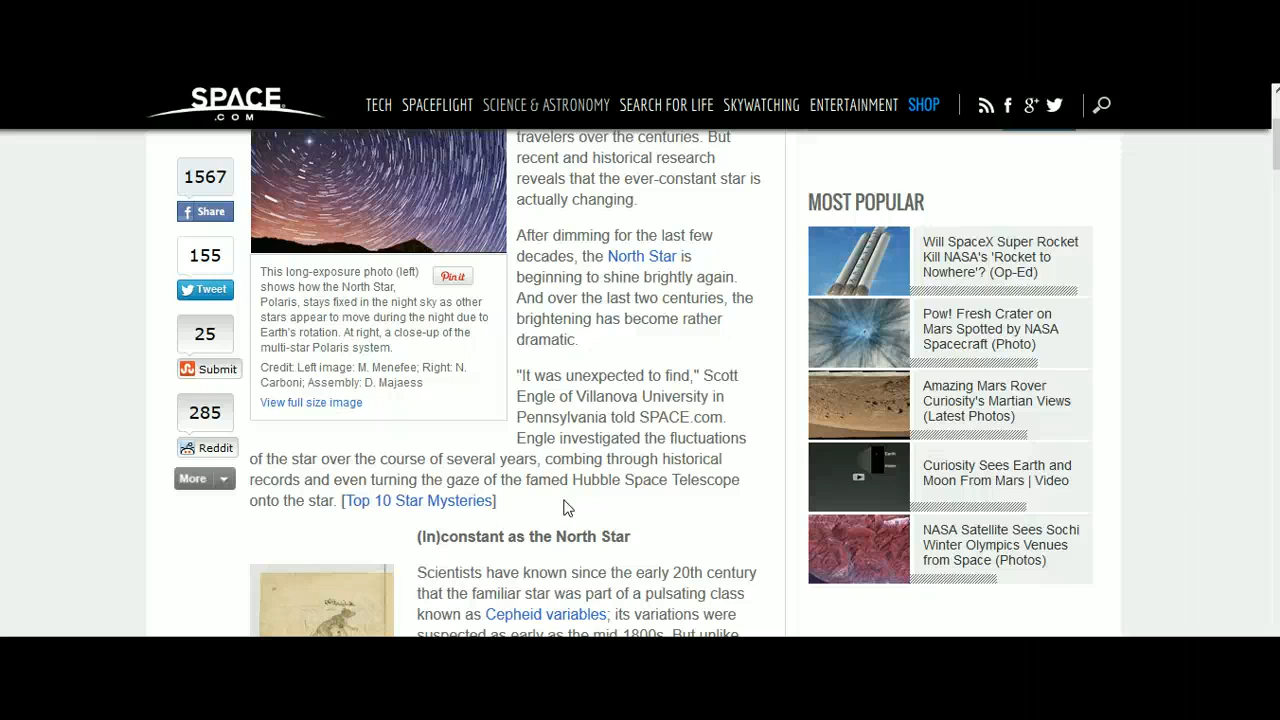 SPACE
.COM
TECH SPACEFLIGHT SCIENCE & ASTRONOMY SEARCH FOR LIFE SKYWATCHING ENTERTAINMENT SHOP
1567
Share
155
Tweet
25
Submit
285
Reddit
More
This long-exposure photo (left)
shows how the North Star,
Polaris, stays fixed in the night sky as other
stars appear to move during the night due to
Earth's rotation. At right, a close-up of the
multi-star Polaris system.
Pin it
Credit: Left image: M. Menefee; Right: N.
Carboni; Assembly: D. Majaess
View full size image
travelers over the centuries. But
recent and historical research
reveals that the ever-constant star is
actually changing.
After dimming for the last few
decades, the North Star is
beginning to shine brightly again.
And over the last two centuries, the
brightening has become rather
dramatic.
"It was unexpected to find," Scott
Engle of Villanova University in
Pennsylvania told SPACE.com.
Engle investigated the fluctuations
of the star over the course of several years, combing through historical
records and even turning the gaze of the famed Hubble Space Telescope
onto the star. [Top 10 Star Mysteries]
(In)constant as the North Star
Scientists have known since the early 20th century
that the familiar star was part of a pulsating class
known as Cepheid variables; its variations were
suspected as early as the mid 1800s. But unlike
MOST POPULAR
Will SpaceX Super Rocket
Kill NASA's 'Rocket to
Nowhere'? (Op-Ed)
Pow! Fresh Crater on
Mars Spotted by NASA
Spacecraft (Photo)
Amazing Mars Rover
Curiosity's Martian Views
(Latest Photos)
Curiosity Sees Earth and
Moon From Mars | Video
NASA Satellite Sees Sochi
Winter Olympics Venues
from Space (Photos)